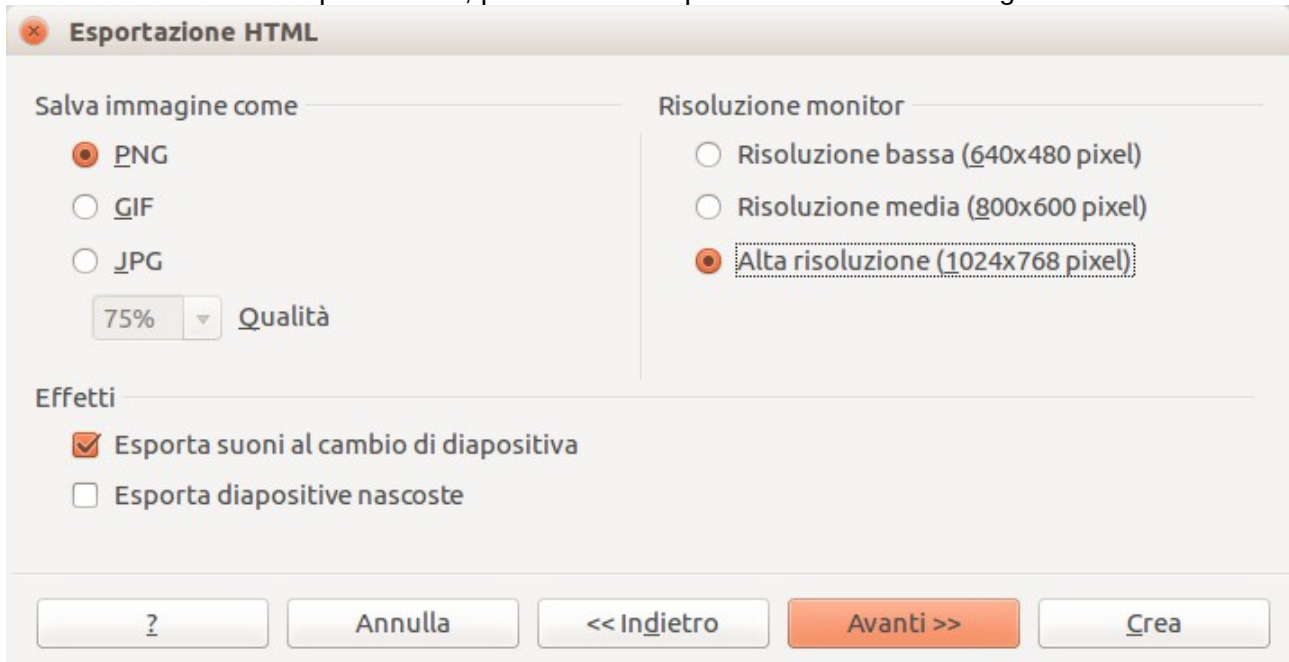 Esportazione HTML
Salva immagine come
PNG
GIF
JPG
75% Qualità
Risoluzione monitor
Risoluzione bassa (640x480 pixel)
Risoluzione media (800x600 pixel)
Alta risoluzione (1024x768 pixel)
Effetti
Esporta suoni al cambio di diapositiva
Esporta diapositive nascoste
? Annulla << Indietro Avanti >> Crea